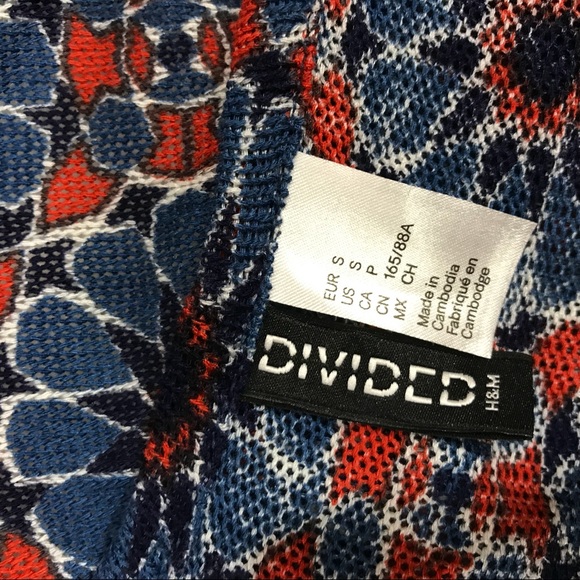 EUR S
US S
CA P
CN 165/88A
MX CH
Made in
Cambodia
Fabriqué en
Cambodge
DIVIDED
H&M